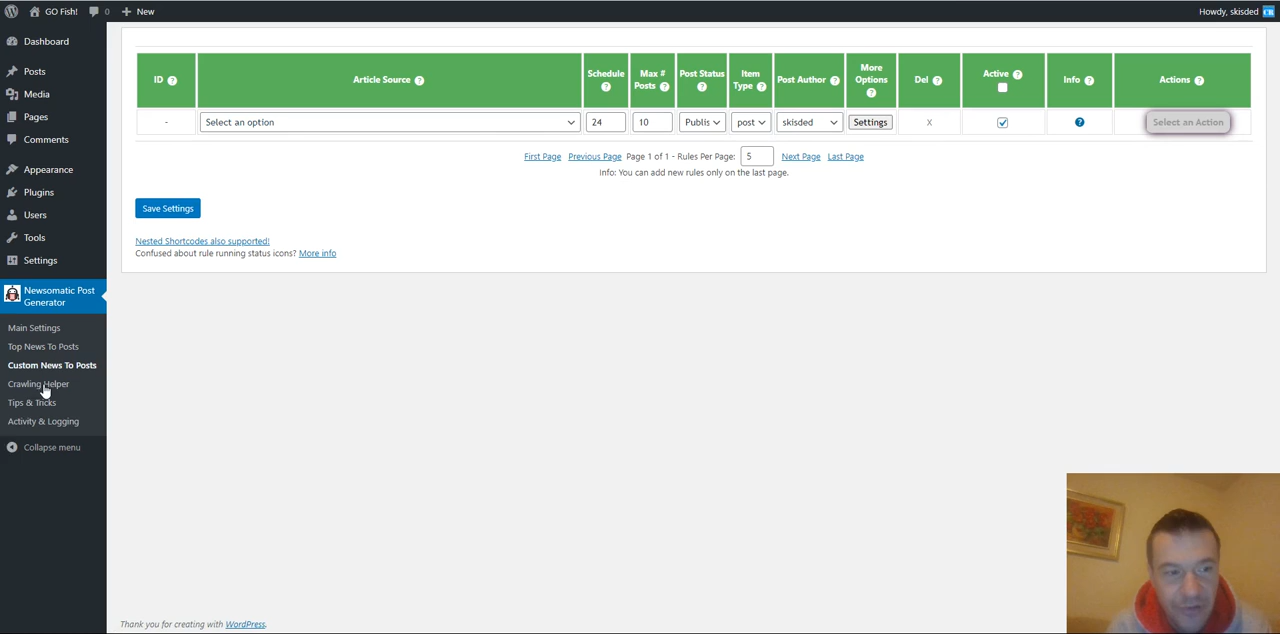 GO Fish! 0 New Howdy, skisded
Dashboard
Posts
Media
Pages
Comments
Appearance
Plugins
Users
Tools
Settings
Newsomatic Post
Generator
Main Settings
Top News To Posts
Custom News To Posts
Crawling Helper
Tips & Tricks
Activity & Logging
Collapse menu
ID Article Source Schedule Max # Posts Post Status Item Type Post Author More Options Del Active Info Actions
- Select an option 24 10 Publis post skisded Settings X Select an Action
First Page Previous Page Page 1 of 1 - Rules Per Page: 5 Next Page Last Page
Info: You can add new rules only on the last page.
Save Settings
Nested Shortcodes also supported!
Confused about rule running status icons? More info
Thank you for creating with WordPress.